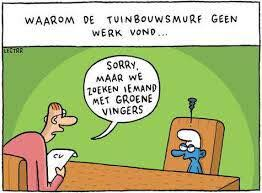 WAAROM DE TUINBOUWSMURF GEEN
WERK VOND...
LECTRR
SORRY,
MAAR WE
ZOEKEN IEMAND
MET GROENE
VINGERS
CV